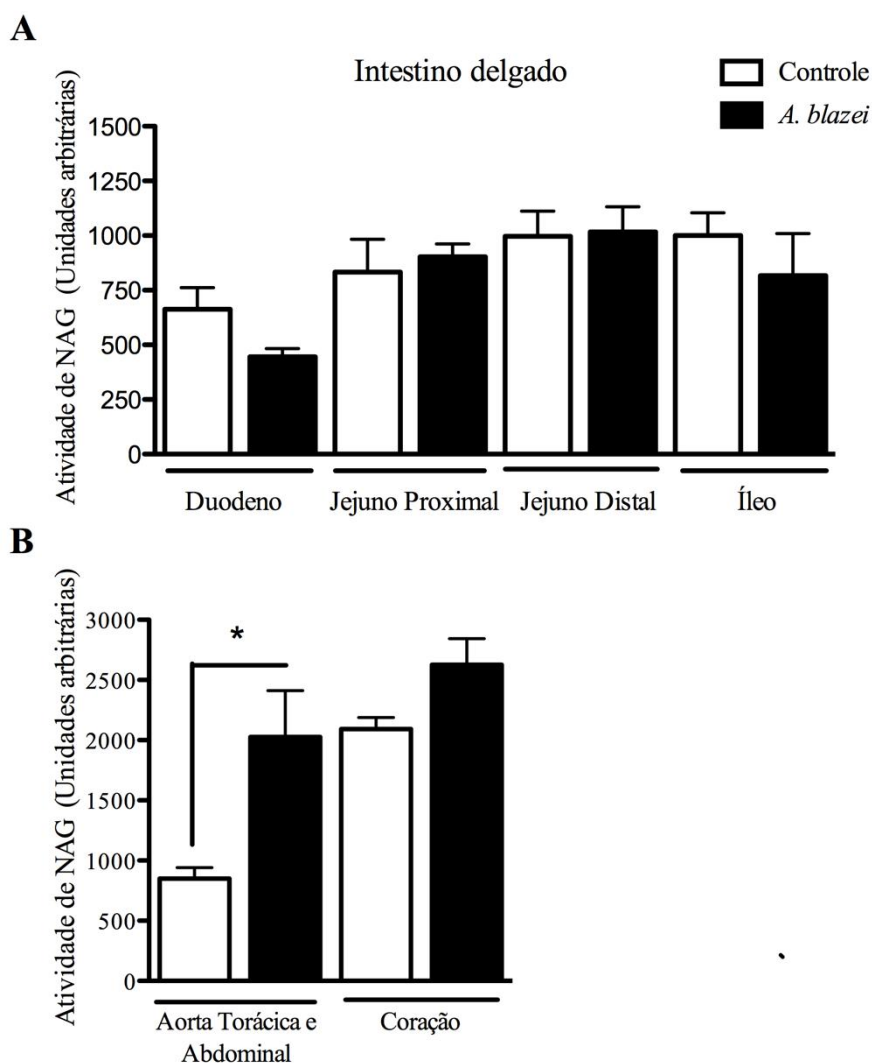 A
Intestino delgado
Controle
A. blazei
Atividade de NAG (Unidades arbitrárias)
1500
1250
1000
750
500
250
0
Duodeno
Jejuno Proximal
Jejuno Distal
Íleo
B
Atividade de NAG (Unidades arbitrárias)
3000
2500
2000
1500
1000
500
0
*
Aorta Torácica e
Abdominal
Coração